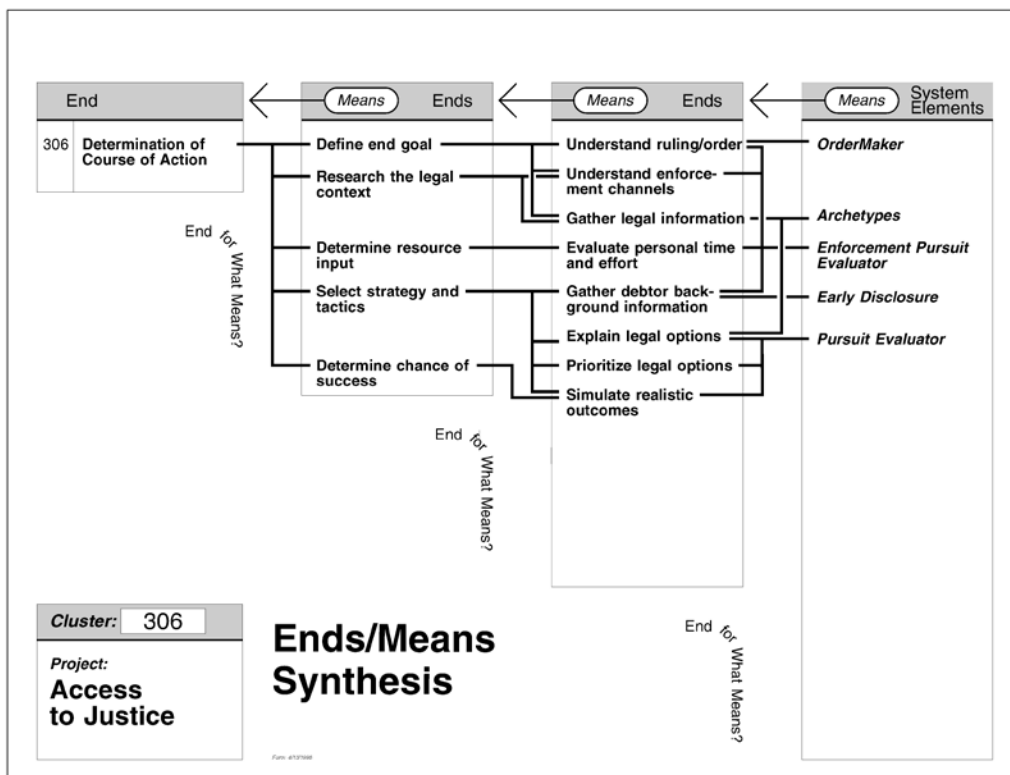 End
Means
Ends
Means
Ends
Means
System
Elements
306
Determination of
Course of Action
Define end goal
Research the legal
context
Determine resource
input
Select strategy and
tactics
Determine chance of
success
Understand ruling/order
Understand enforce-
ment channels
Gather legal information
Evaluate personal time
and effort
Gather debtor back-
ground information
Explain legal options
Prioritize legal options
Simulate realistic
outcomes
OrderMaker
Archetypes
Enforcement Pursuit
Evaluator
Early Disclosure
Pursuit Evaluator
End for What Means?
End for What Means?
End for What Means?
Cluster: 306
Project:
Access
to Justice
Ends/Means
Synthesis